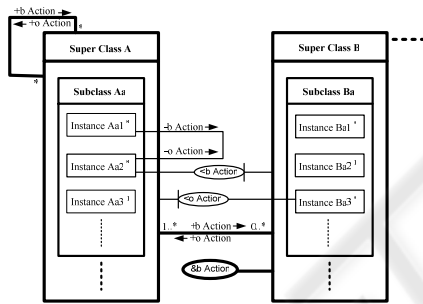 +b Action
+o Action
*
*
Super Class A
Super Class B
Subclass Aa
Subclass Ba
Instance Aa1 *
-b Action
Instance Ba1 *
-o Action
Instance Aa2 *
<b Action
Instance Ba2 1
Instance Aa3 1
<o Action
Instance Ba3 *
1..*
+b Action
0..*
+o Action
&b Action